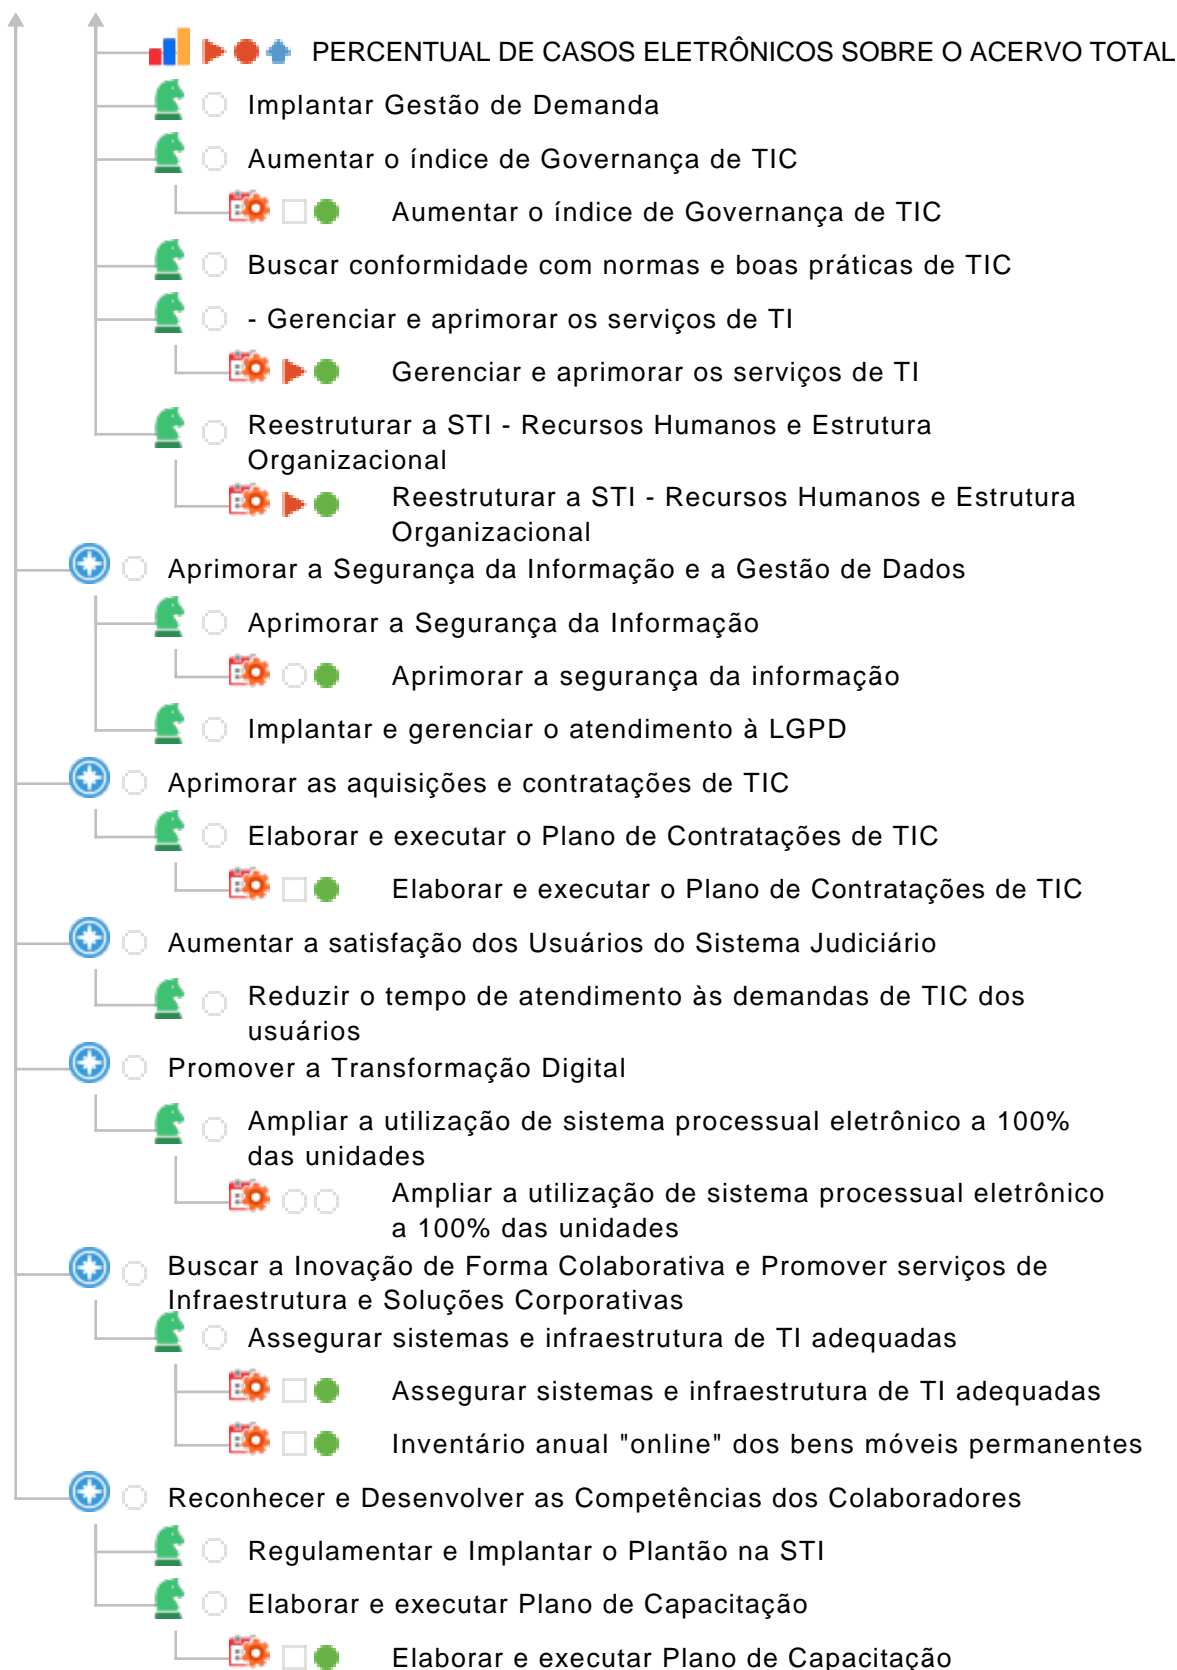 PERCENTUAL DE CASOS ELETRÔNICOS SOBRE O ACERVO TOTAL
Implantar Gestão de Demanda
Aumentar o índice de Governança de TIC
Aumentar o índice de Governança de TIC
Buscar conformidade com normas e boas práticas de TIC
- Gerenciar e aprimorar os serviços de TI
Gerenciar e aprimorar os serviços de TI
Reestruturar a STI - Recursos Humanos e Estrutura
Organizacional
Reestruturar a STI - Recursos Humanos e Estrutura
Organizacional
Aprimorar a Segurança da Informação e a Gestão de Dados
Aprimorar a Segurança da Informação
Aprimorar a segurança da informação
Implantar e gerenciar o atendimento à LGPD
Aprimorar as aquisições e contratações de TIC
Elaborar e executar o Plano de Contratações de TIC
Elaborar e executar o Plano de Contratações de TIC
Aumentar a satisfação dos Usuários do Sistema Judiciário
Reduzir o tempo de atendimento às demandas de TIC dos
usuários
Promover a Transformação Digital
Ampliar a utilização de sistema processual eletrônico a 100%
das unidades
Ampliar a utilização de sistema processual eletrônico
a 100% das unidades
Buscar a Inovação de Forma Colaborativa e Promover serviços de
Infraestrutura e Soluções Corporativas
Assegurar sistemas e infraestrutura de TI adequadas
Assegurar sistemas e infraestrutura de TI adequadas
Inventário anual "online" dos bens móveis permanentes
Reconhecer e Desenvolver as Competências dos Colaboradores
Regulamentar e Implantar o Plantão na STI
Elaborar e executar Plano de Capacitação
Elaborar e executar Plano de Capacitação